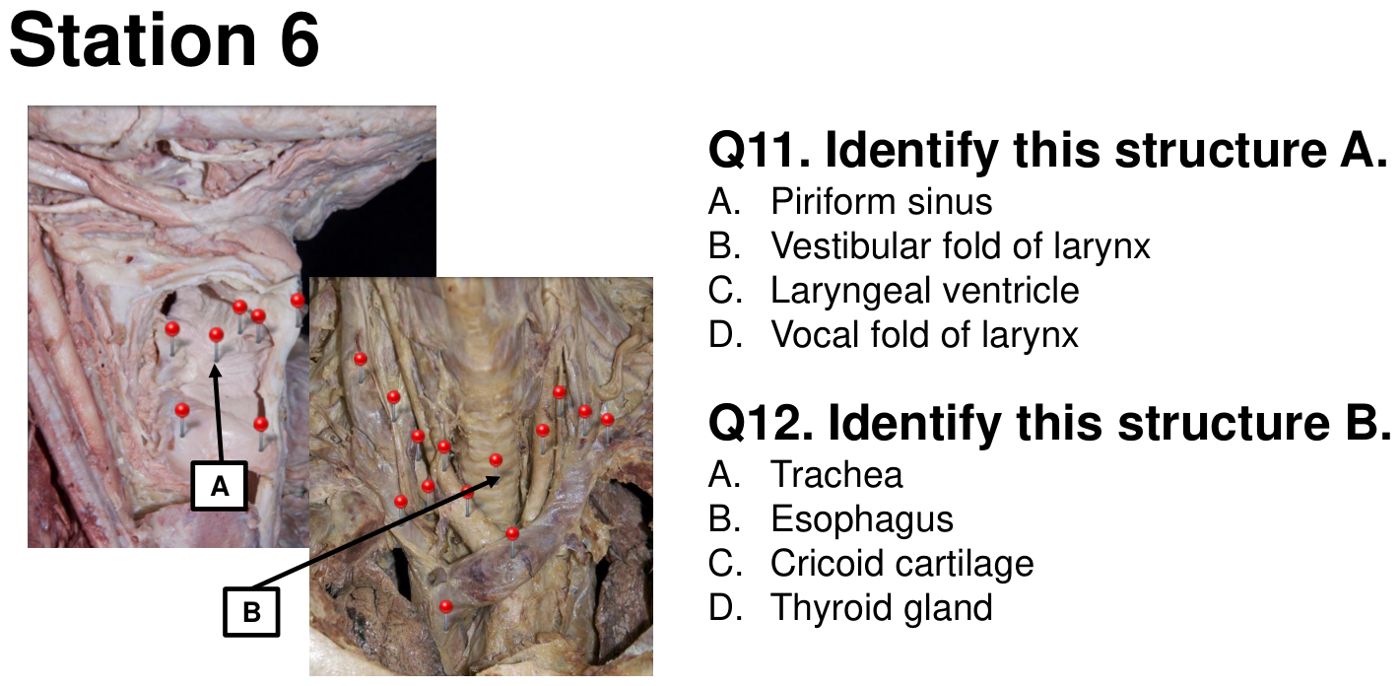 Station 6
A
B
Q11. Identify this structure A.
A. Piriform sinus
B. Vestibular fold of larynx
C. Laryngeal ventricle
D. Vocal fold of larynx
Q12. Identify this structure B.
A. Trachea
B. Esophagus
C. Cricoid cartilage
D. Thyroid gland